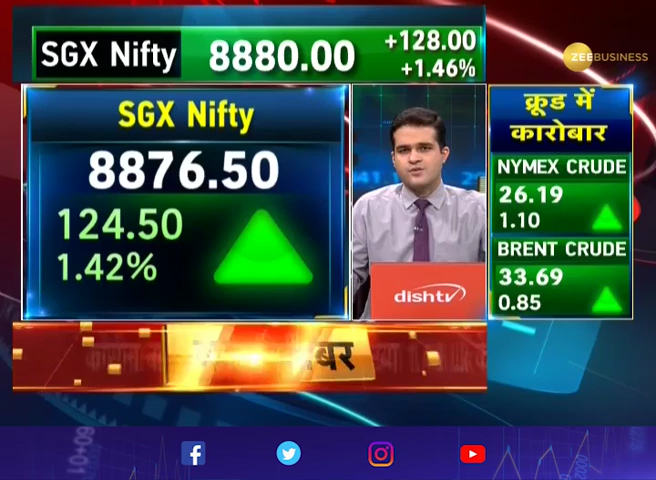 SGX Nifty
8880.00
+128.00
+1.46%
ZEEBUSINESS
SGX Nifty
8876.50
124.50
1.42%
dishtv
क्रूड में
कारोबार
NYMEX CRUDE
26.19
1.10
BRENT CRUDE
33.69
0.85